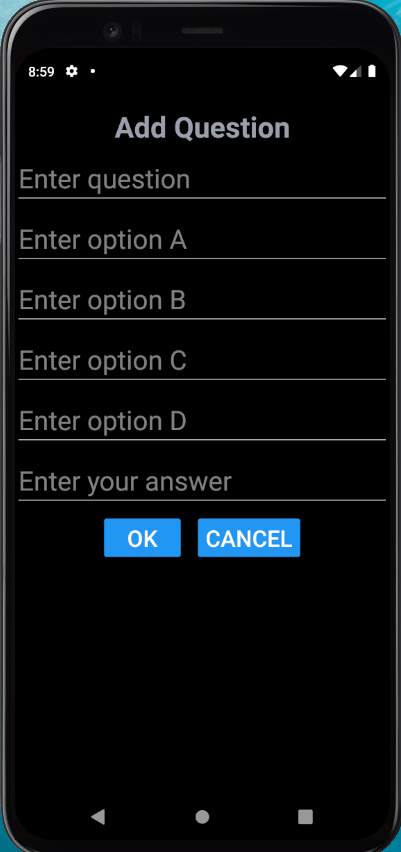 8:59
Add Question
Enter question
Enter option A
Enter option B
Enter option C
Enter option D
Enter your answer
OK CANCEL